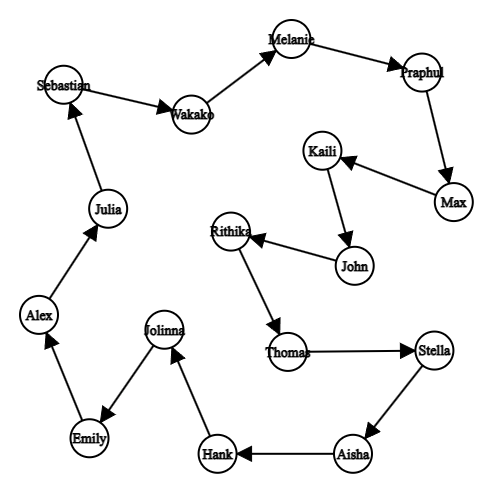 Melanie
Praphul
Sebastian
Wakako
Kaili
Max
Julia
Rithika
John
Alex
Jolinna
Thomas
Stella
Emily
Hank
Aisha